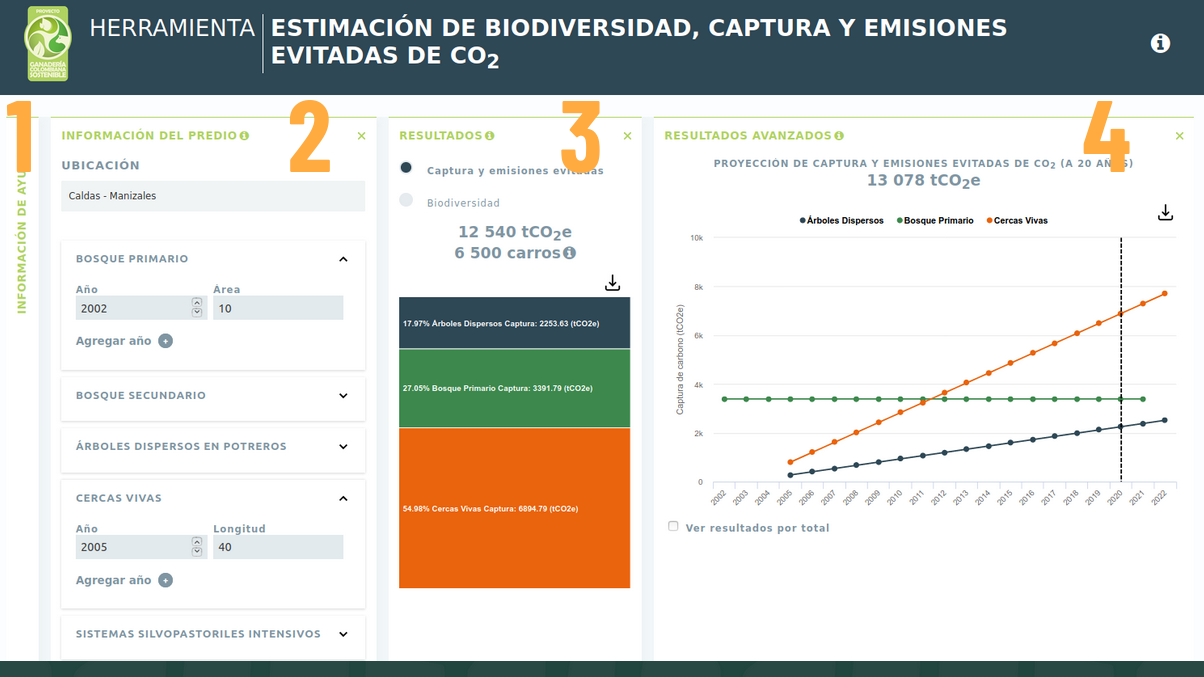 PROYECTO
GANADERÍA
COLOMBIANA
SOSTENIBLE
HERRAMIENTA
ESTIMACIÓN DE BIODIVERSIDAD, CAPTURA Y EMISIONES
EVITADAS DE CO2
1
2
3
4
INFORMACIÓN DE
INFORMACIÓN DEL PREDIO
UBICACIÓN
Caldas - Manizales
BOSQUE PRIMARIO
Año
Área
2002
10
Agregar año
BOSQUE SECUNDARIO
ÁRBOLES DISPERSOS EN POTREROS
CERCAS VIVAS
Año
Longitud
2005
40
Agregar año
SISTEMAS SILVOPASTORILES INTENSIVOS
RESULTADOS
Captura y emisiones evitadas
Biodiversidad
12 540 tCO2e
6 500 carros
17.97% Árboles Dispersos Captura: 2253.63 (tCO2e)
27.05% Bosque Primario Captura: 3391.79 (tCO2e)
54.98% Cercas Vivas Captura: 6894.79 (tCO2e)
RESULTADOS AVANZADOS
PROYECCIÓN DE CAPTURA Y EMISIONES EVITADAS DE CO2 (A 20 AÑOS)
13 078 tCO2e
Árboles Dispersos Bosque Primario Cercas Vivas
Captura de carbono (tCO2e)
10k
8k
6k
4k
2k
0
2002 2003 2004 2005 2006 2007 2008 2009 2010 2011 2012 2013 2014 2015 2016 2017 2018 2019 2020 2021 2022
Ver resultados por total